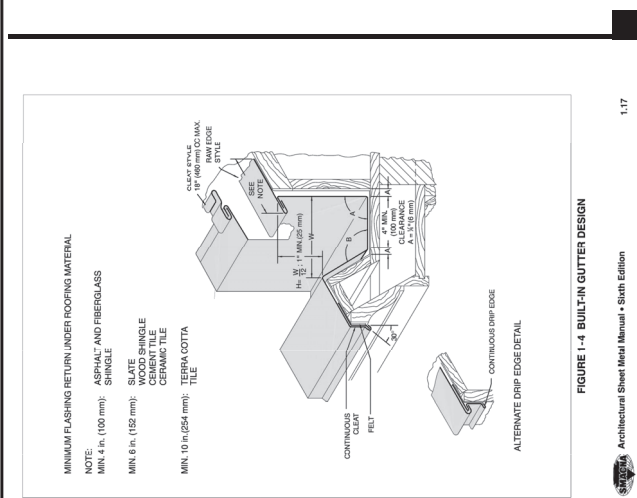 MINIMUM FLASHING RETURN UNDER ROOFING MATERIAL
NOTE:
MIN. 4 in. (100 mm): ASPHALT AND FIBERGLASS
SHINGLE
MIN. 6 in. (152 mm): SLATE
WOOD SHINGLE
CEMENT TILE
CERAMIC TILE
MIN. 10 in.(254 mm): TERRA COTTA
TILE
CLEAT STYLE
18" (460 mm) OC MAX.
RAW EDGE
STYLE
SEE
NOTE
H= W/12 ; 1" MIN.(25 mm)
W
A
B
A
A
4" MIN.
(100 mm)
CLEARANCE
A = ¼"(6 mm)
30°
CONTINUOUS
CLEAT
FELT
CONTINUOUS DRIP EDGE
ALTERNATE DRIP EDGE DETAIL
FIGURE 1-4 BUILT-IN GUTTER DESIGN
SMACNA
Architectural Sheet Metal Manual • Sixth Edition
1.17